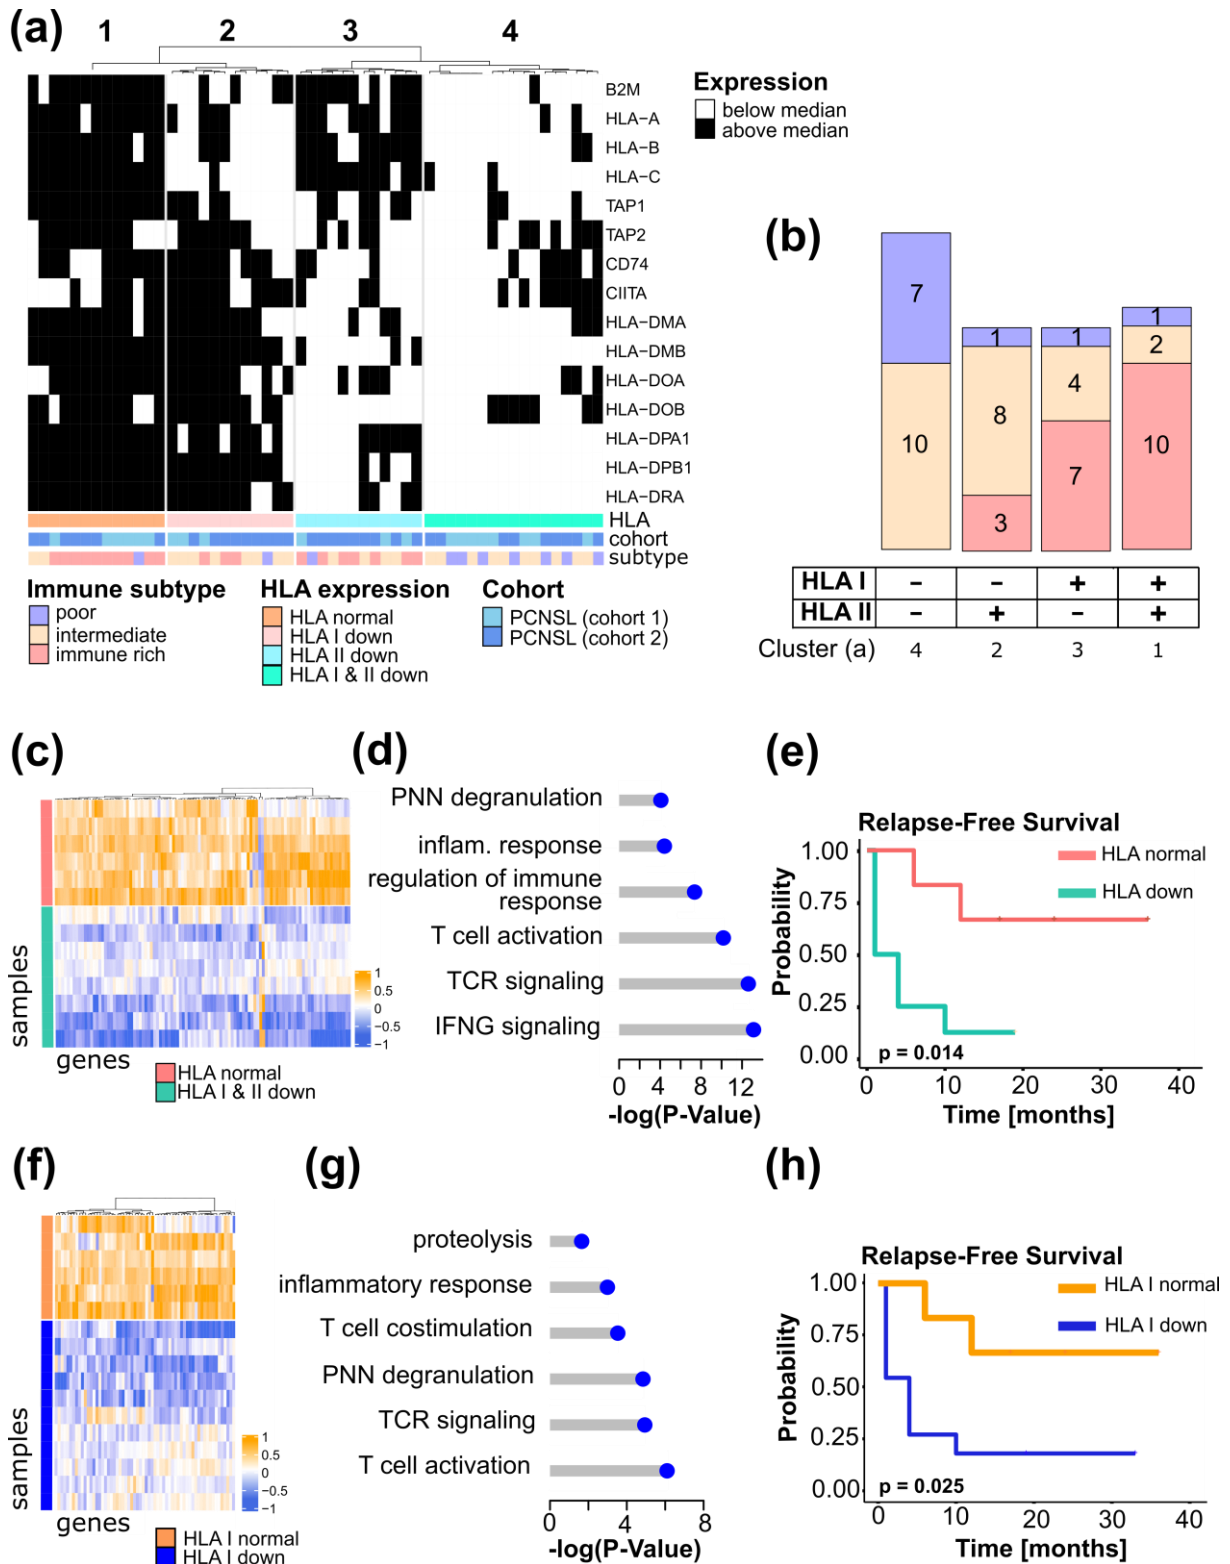 (a)
1 2 3 4
B2M
HLA-A
HLA-B
HLA-C
TAP1
TAP2
CD74
CIITA
HLA-DMA
HLA-DMB
HLA-DOA
HLA-DOB
HLA-DPA1
HLA-DPB1
HLA-DRA
HLA
cohort
subtype
Expression
below median
above median
Immune subtype
poor
intermediate
immune rich
HLA expression
HLA normal
HLA I down
HLA II down
HLA I & II down
Cohort
PCNSL (cohort 1)
PCNSL (cohort 2)
(b)
7 1 1 1
10 8 4 2
3 7 10
HLA I - - + +
HLA II - + - +
Cluster (a) 4 2 3 1
(c)
samples
genes
1
0.5
0
-0.5
-1
HLA normal
HLA I & II down
(d)
PNN degranulation
inflam. response
regulation of immune
response
T cell activation
TCR signaling
IFNG signaling
0 4 8 12
-log(P-Value)
(e)
Relapse-Free Survival
HLA normal
HLA down
Probability
1.00
0.75
0.50
0.25
0.00
p = 0.014
0 10 20 30 40
Time [months]
(f)
samples
genes
1
0.5
0
-0.5
-1
HLA I normal
HLA I down
(g)
proteolysis
inflammatory response
T cell costimulation
PNN degranulation
TCR signaling
T cell activation
0 4 8
-log(P-Value)
(h)
Relapse-Free Survival
HLA I normal
HLA I down
Probability
1.00
0.75
0.50
0.25
0.00
p = 0.025
0 10 20 30 40
Time [months]